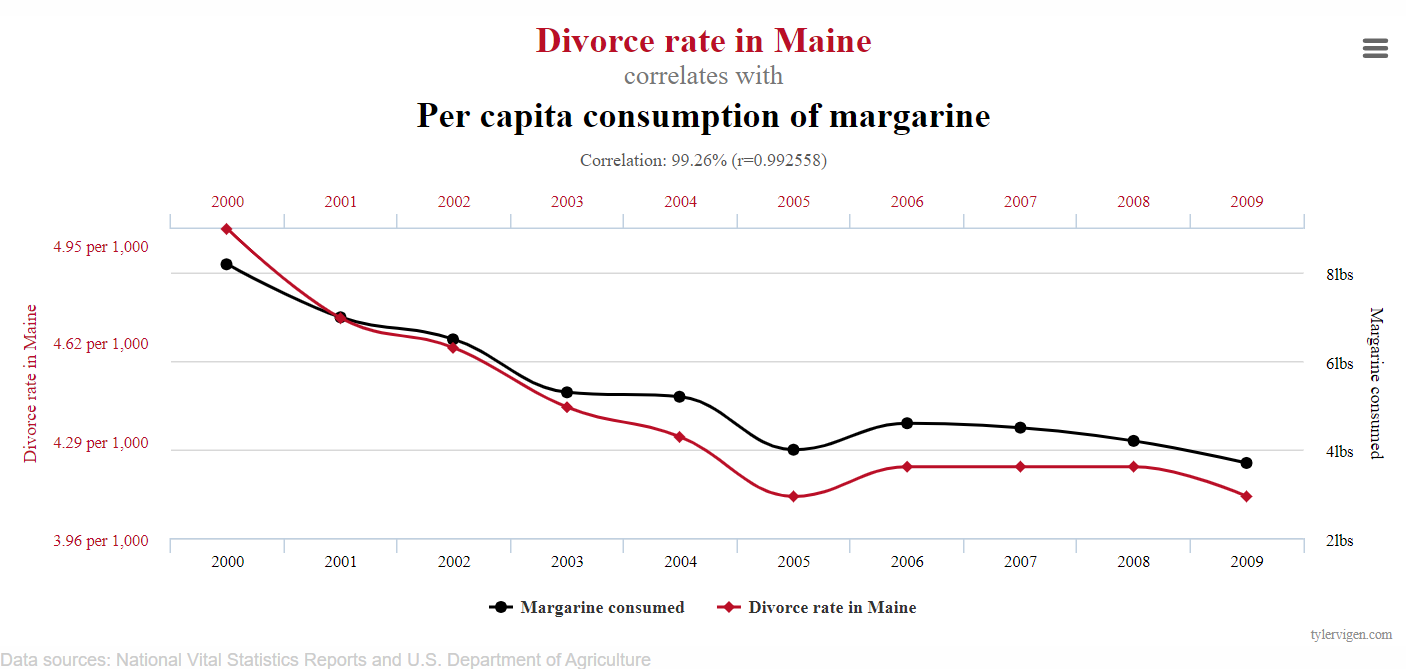 Divorce rate in Maine
correlates with
Per capita consumption of margarine
Correlation: 99.26% (r=0.992558)
2000 2001 2002 2003 2004 2005 2006 2007 2008 2009
4.95 per 1,000
8lbs
4.62 per 1,000
6lbs
Divorce rate in Maine
Margarine consumed
4.29 per 1,000
4lbs
3.96 per 1,000
2lbs
2000 2001 2002 2003 2004 2005 2006 2007 2008 2009
Margarine consumed Divorce rate in Maine
tylervigen.com
Data sources: National Vital Statistics Reports and U.S. Department of Agriculture